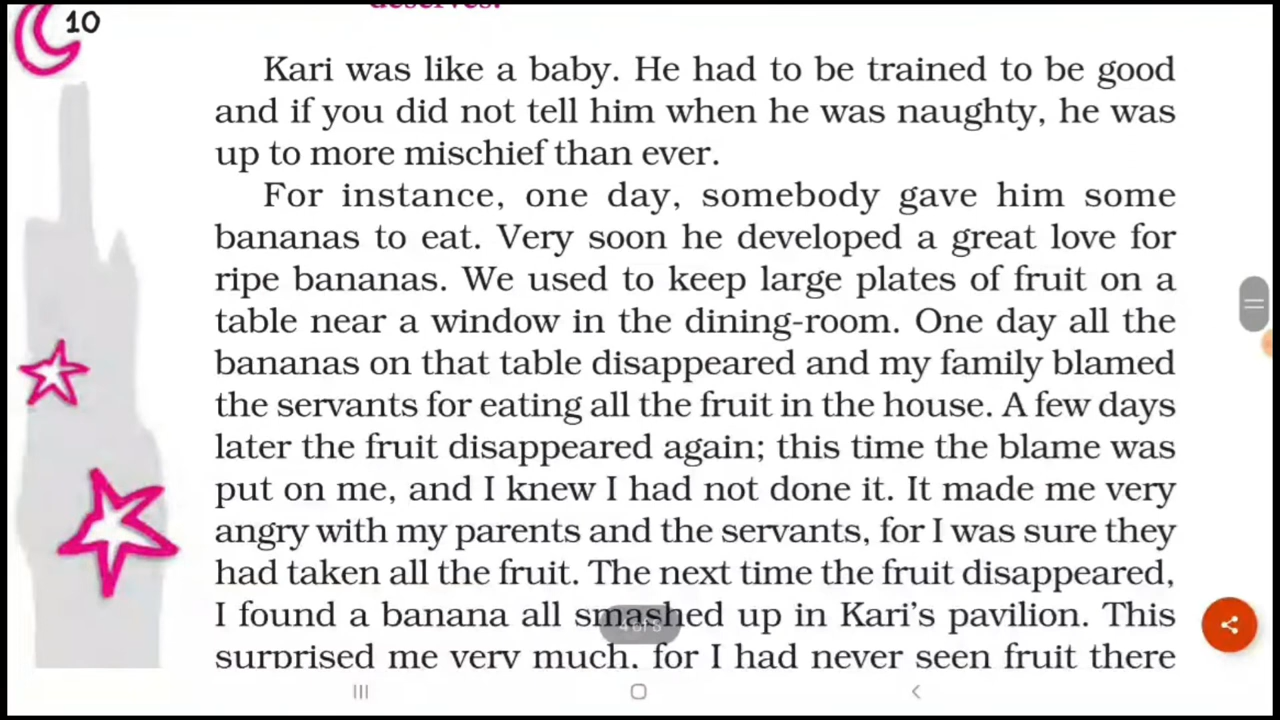 deserves.
10
Kari was like a baby. He had to be trained to be good
and if you did not tell him when he was naughty, he was
up to more mischief than ever.
For instance, one day, somebody gave him some
bananas to eat. Very soon he developed a great love for
ripe bananas. We used to keep large plates of fruit on a
table near a window in the dining-room. One day all the
bananas on that table disappeared and my family blamed
the servants for eating all the fruit in the house. A few days
later the fruit disappeared again; this time the blame was
put on me, and I knew I had not done it. It made me very
angry with my parents and the servants, for I was sure they
had taken all the fruit. The next time the fruit disappeared,
I found a banana all smashed up in Kari's pavilion. This
4 of 8
surprised me very much, for I had never seen fruit there